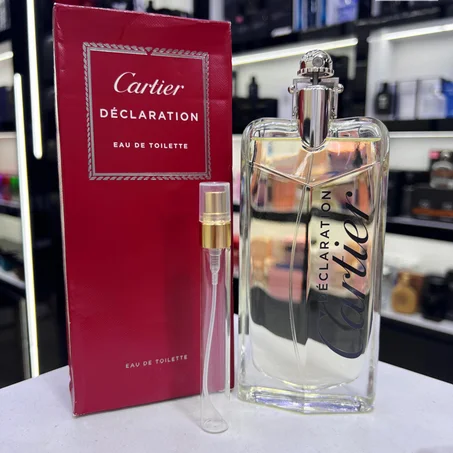 Cartier
DÉCLARATION
EAU DE TOILETTE
EAU DE TOILETTE
DÉCLARATION
Cartier